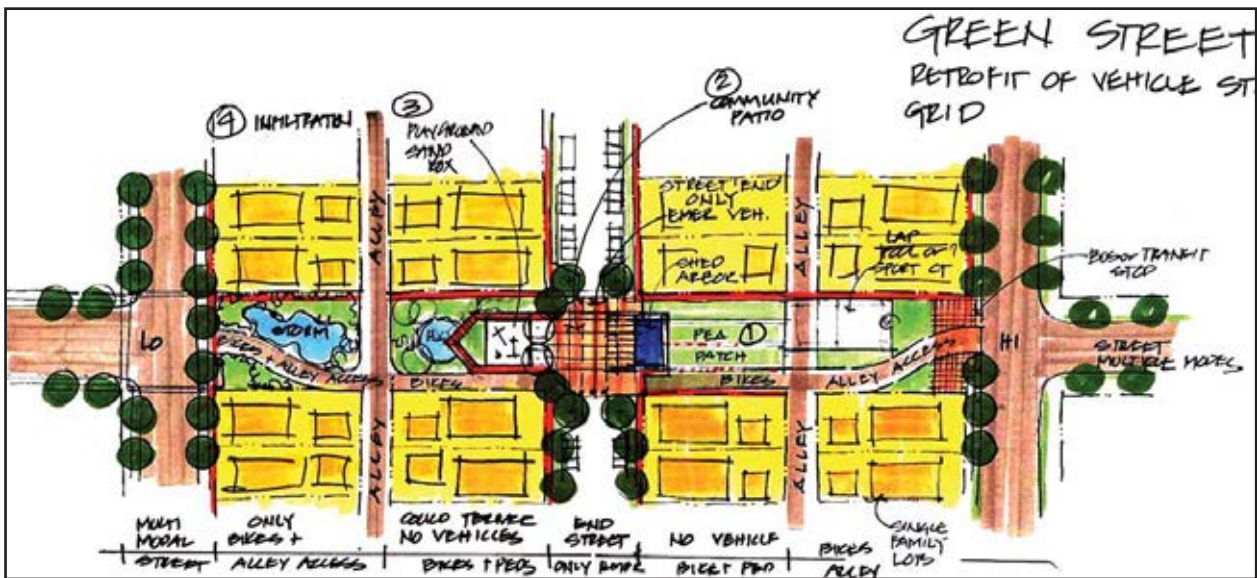 GREEN STREET
RETROFIT OF VEHICLE ST.
GRID
④ INFILTRATION
③
PLAYGROUND
SAND
BOX
②
COMMUNITY
PATIO
STREET END
ONLY
EMER VEH.
ALLEY
ALLEY
SHED
ARBOR
LAP
POOL OR
SPORT CT
BUS OR TRANSIT
STOP
LO
STORM
BIKES + ALLEY ACCESS
BIKES
PEA
PATCH
①
BIKES
ALLEY ACCESS
HI
STREET
MULTIPLE MODES
ALLEY
ALLEY
MULTI
MODAL
STREET
ONLY
BIKES +
ALLEY ACCESS
COULD TERRACE
NO VEHICLES
BIKES + PEDS
END
STREET
ONLY
NO VEHICLE
BIKE + PED
BIKES
ALLEY
SINGLE
FAMILY
LOTS